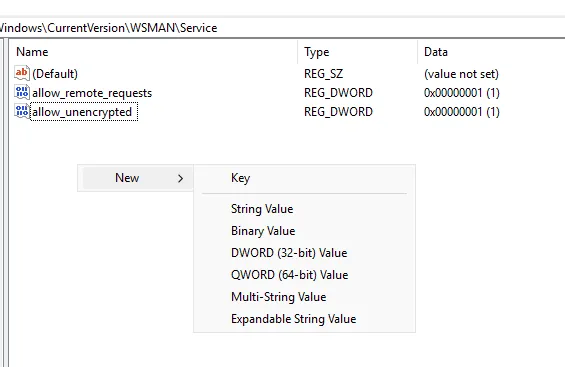 Windows\CurrentVersion\WSMAN\Service
Name Type Data
(Default) REG_SZ (value not set)
allow_remote_requests REG_DWORD 0x00000001 (1)
allow_unencrypted REG_DWORD 0x00000001 (1)
New > Key
String Value
Binary Value
DWORD (32-bit) Value
QWORD (64-bit) Value
Multi-String Value
Expandable String Value